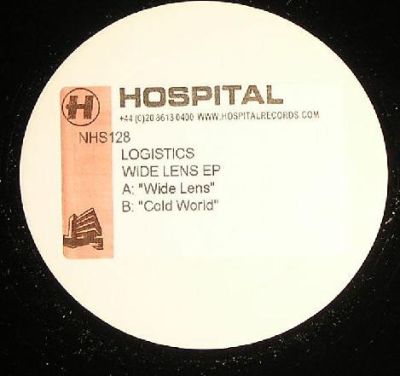 H HOSPITAL
+44 (0)20 8613 0400 WWW.HOSPITALRECORDS.COM
NHS128
LOGISTICS
WIDE LENS EP
A: "Wide Lens"
B: "Cold World"